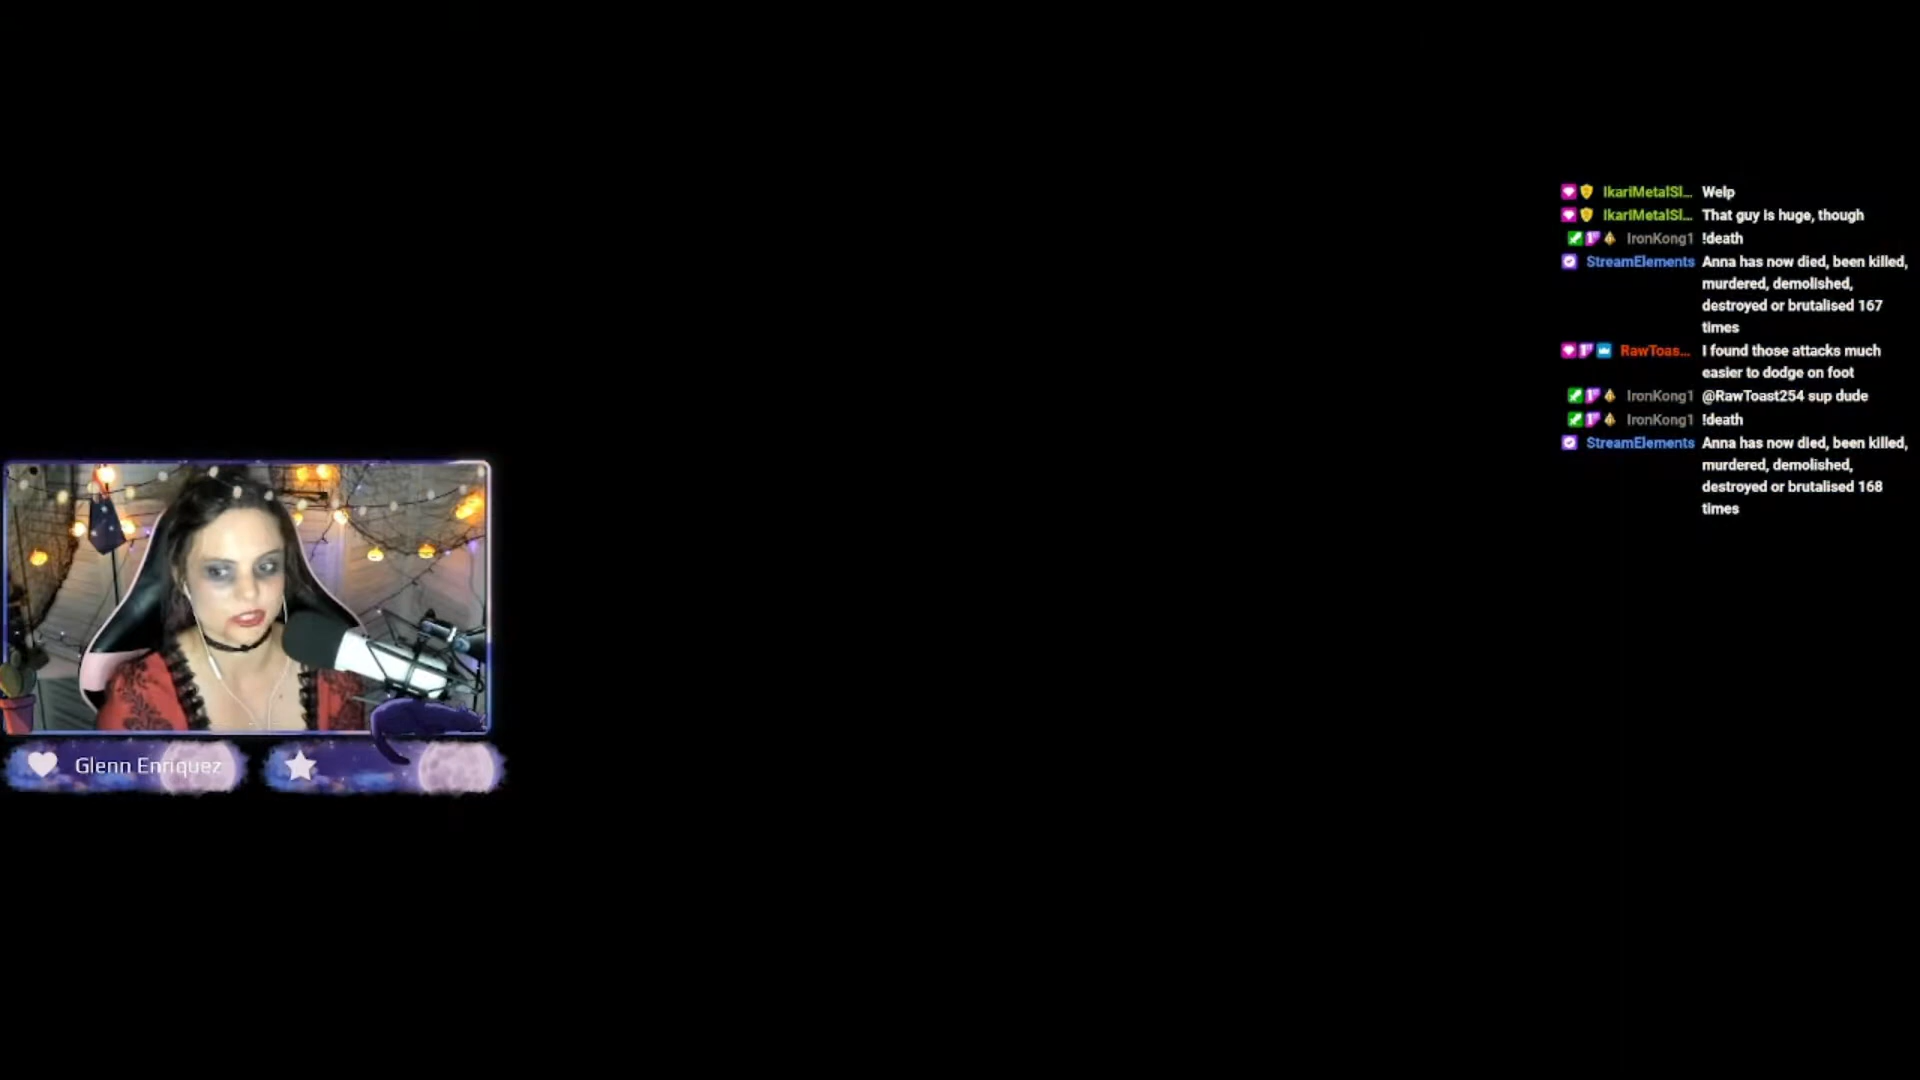 IkariMetalSl... Welp
IkariMetalSl... That guy is huge, though
IronKong1 !death
StreamElements Anna has now died, been killed,
murdered, demolished,
destroyed or brutalised 167
times
RawToas... I found those attacks much
easier to dodge on foot
IronKong1 @RawToast254 sup dude
IronKong1 !death
StreamElements Anna has now died, been killed,
murdered, demolished,
destroyed or brutalised 168
times
Glenn Enriquez